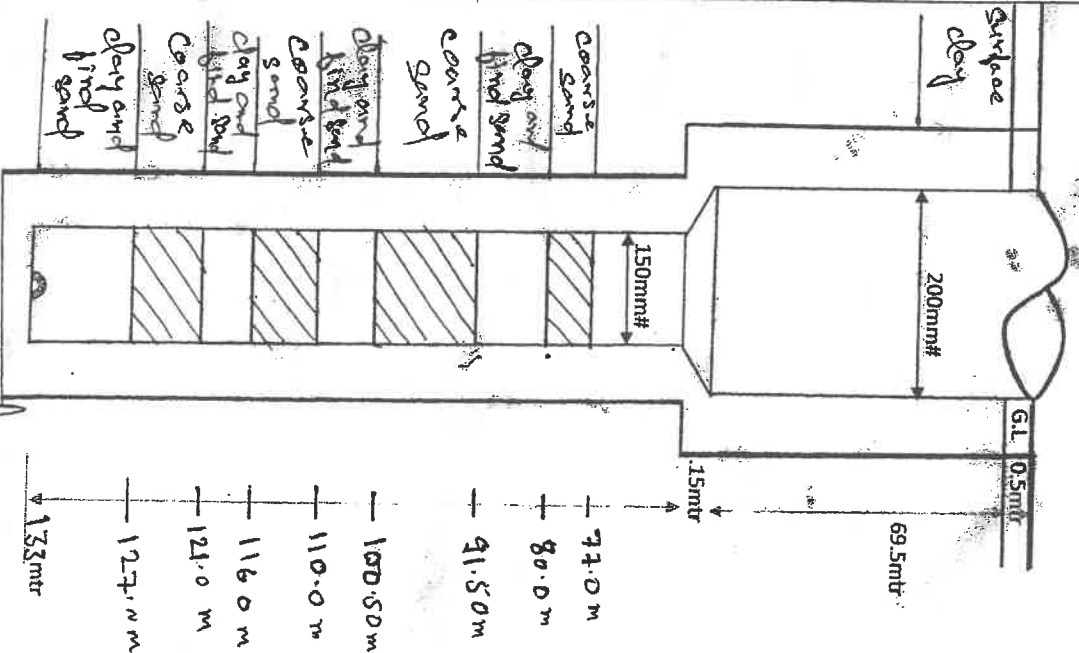 Surface
clay
coarse
sand
clay and
find sand
coarse
sand
clay and
find sand
coarse
sand
clay and
find sand
Coarse
sand
clay and
find
sand
200mm#
150mm#
G.L 0.5mtr
69.5mtr
.15mtr
77.0 m
80.0 m
91.50 m
100.50 m
110.0 m
116 0 m
121.0 m
127.0 m
133mtr